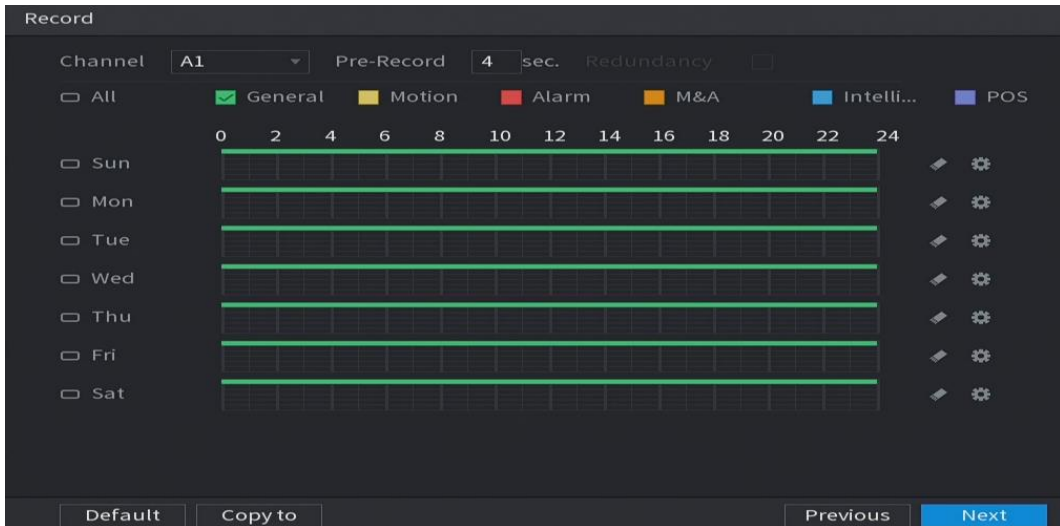 Record
Channel A1 Pre-Record 4 sec. Redundancy
All General Motion Alarm M&A Intelli... POS
0 2 4 6 8 10 12 14 16 18 20 22 24
Sun
Mon
Tue
Wed
Thu
Fri
Sat
Default Copy to Previous Next